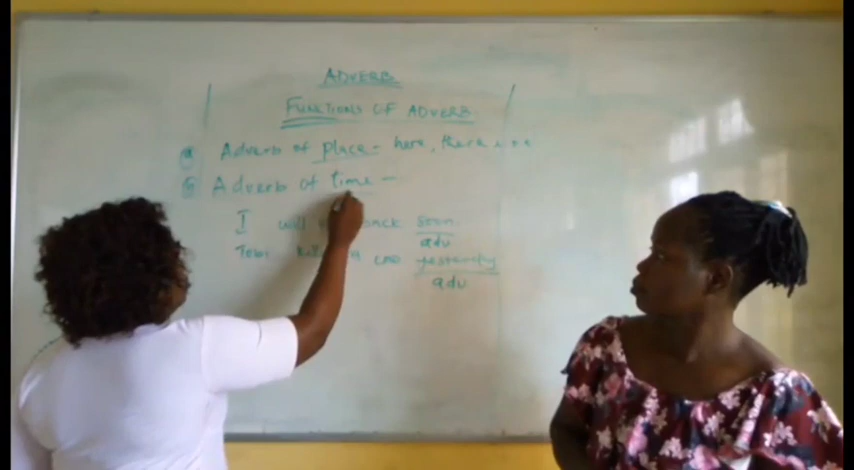 ADVERB
FUNCTIONS OF ADVERB
Adverb of place - here, there
Adverb of time -
I will back soon
adv
yesterday
adv